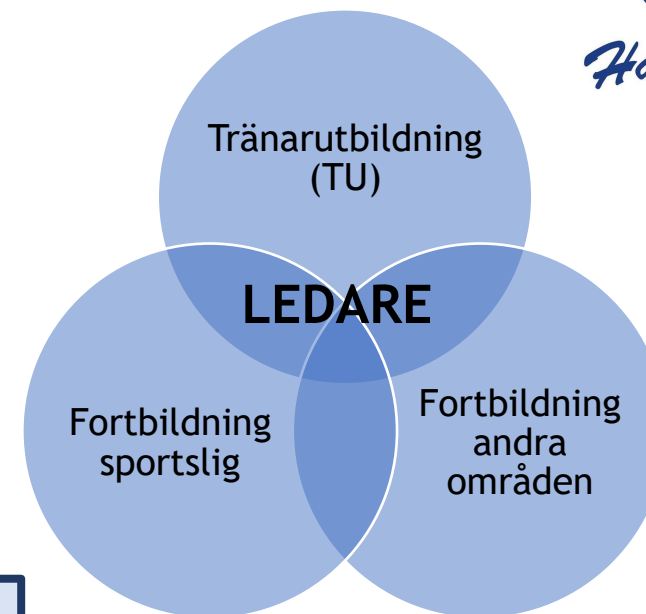 Tränarutbildning
(TU)
LEDARE
Fortbildning
sportslig
Fortbildning
andra
områden